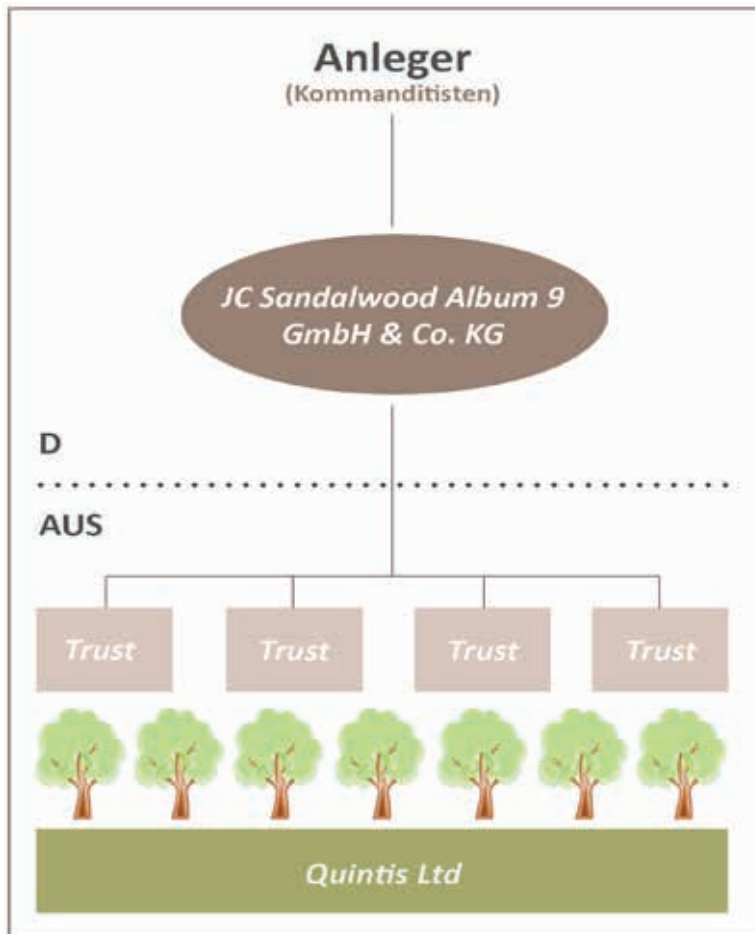 Anleger
(Kommanditisten)
JC Sandalwood Album 9
GmbH & Co. KG
D
AUS
Trust Trust Trust Trust
Quintis Ltd